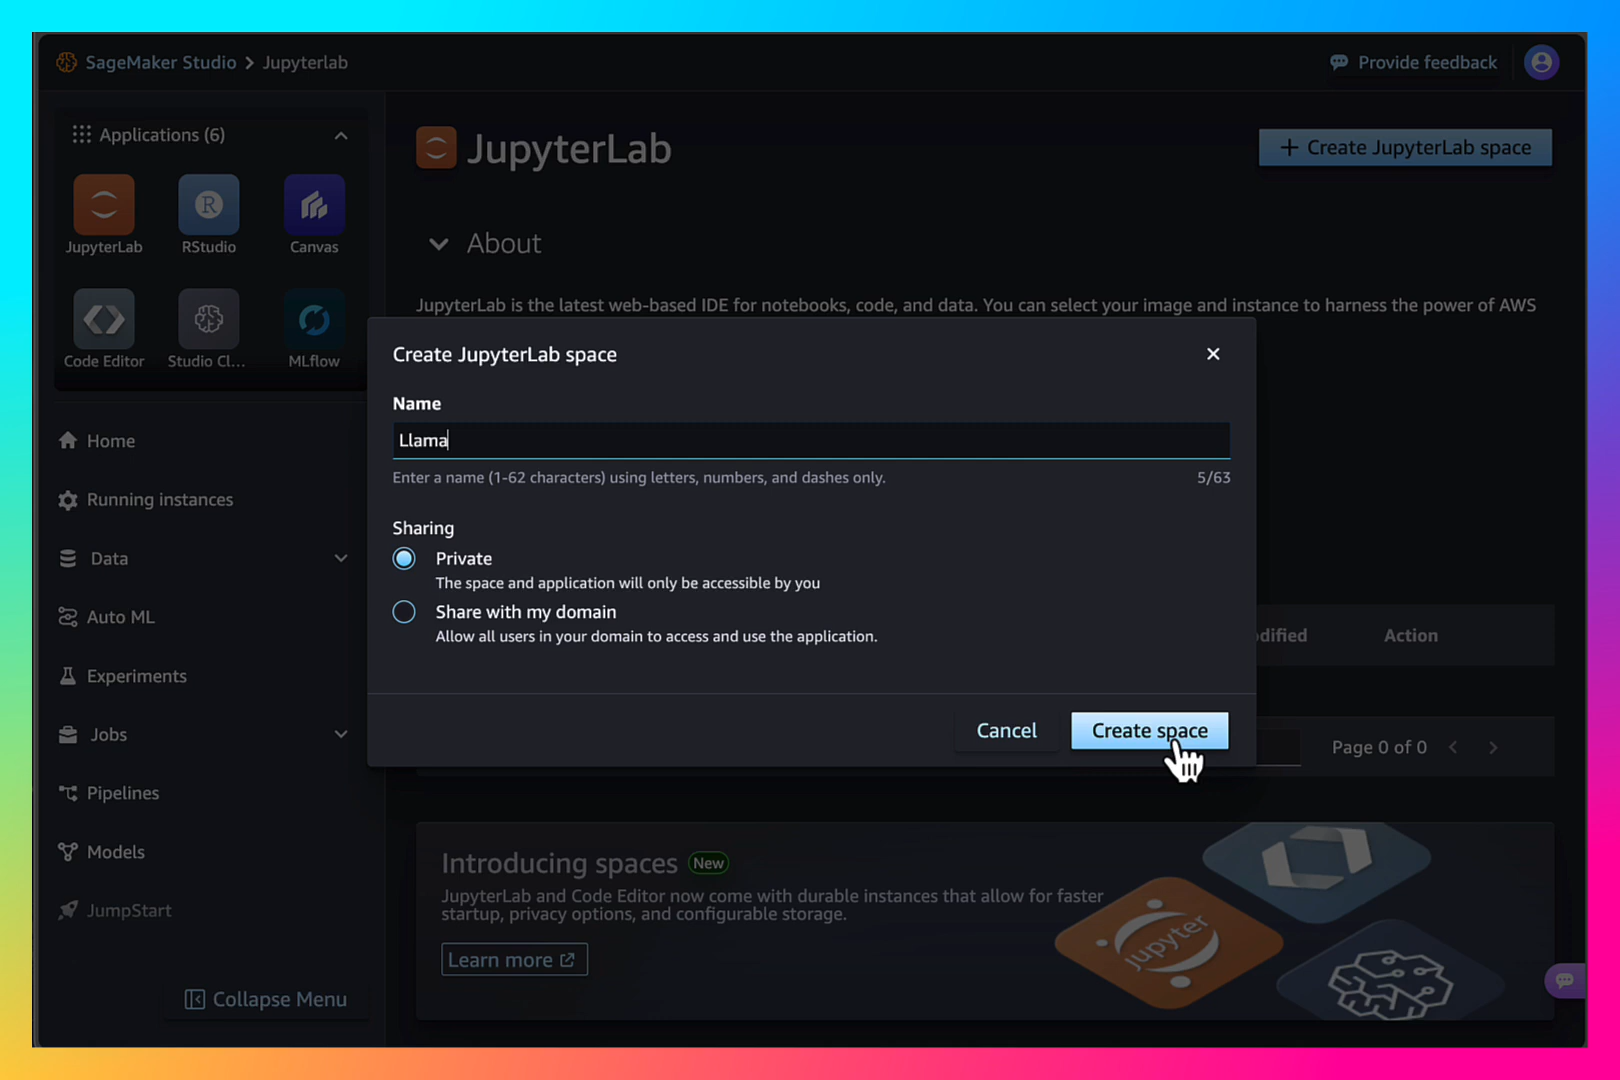 SageMaker Studio > Jupyterlab
Provide feedback
Applications (6)
JupyterLab
RStudio
Canvas
Code Editor
Studio Cl...
MLflow
Home
Running instances
Data
Auto ML
Experiments
Jobs
Pipelines
Models
JumpStart
Collapse Menu
JupyterLab
+ Create JupyterLab space
About
JupyterLab is the latest web-based IDE for notebooks, code, and data. You can select your image and instance to harness the power of AWS
Create JupyterLab space
Name
Llama
Enter a name (1-62 characters) using letters, numbers, and dashes only.
5/63
Sharing
Private
The space and application will only be accessible by you
Share with my domain
Allow all users in your domain to access and use the application.
Cancel
Create space
dified
Action
Page 0 of 0
Introducing spaces New
JupyterLab and Code Editor now come with durable instances that allow for faster
startup, privacy options, and configurable storage.
Learn more
jupyter